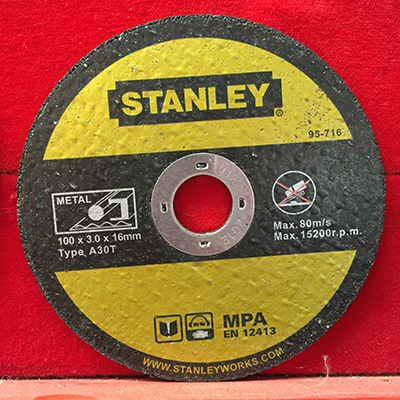 STANLEY
95-716
METAL
100 x 3.0 x 16mm
Type A30T
Max. 80m/s
Max. 15200r.p.m.
MPA
EN 12413
WWW.STANLEYWORKS.COM